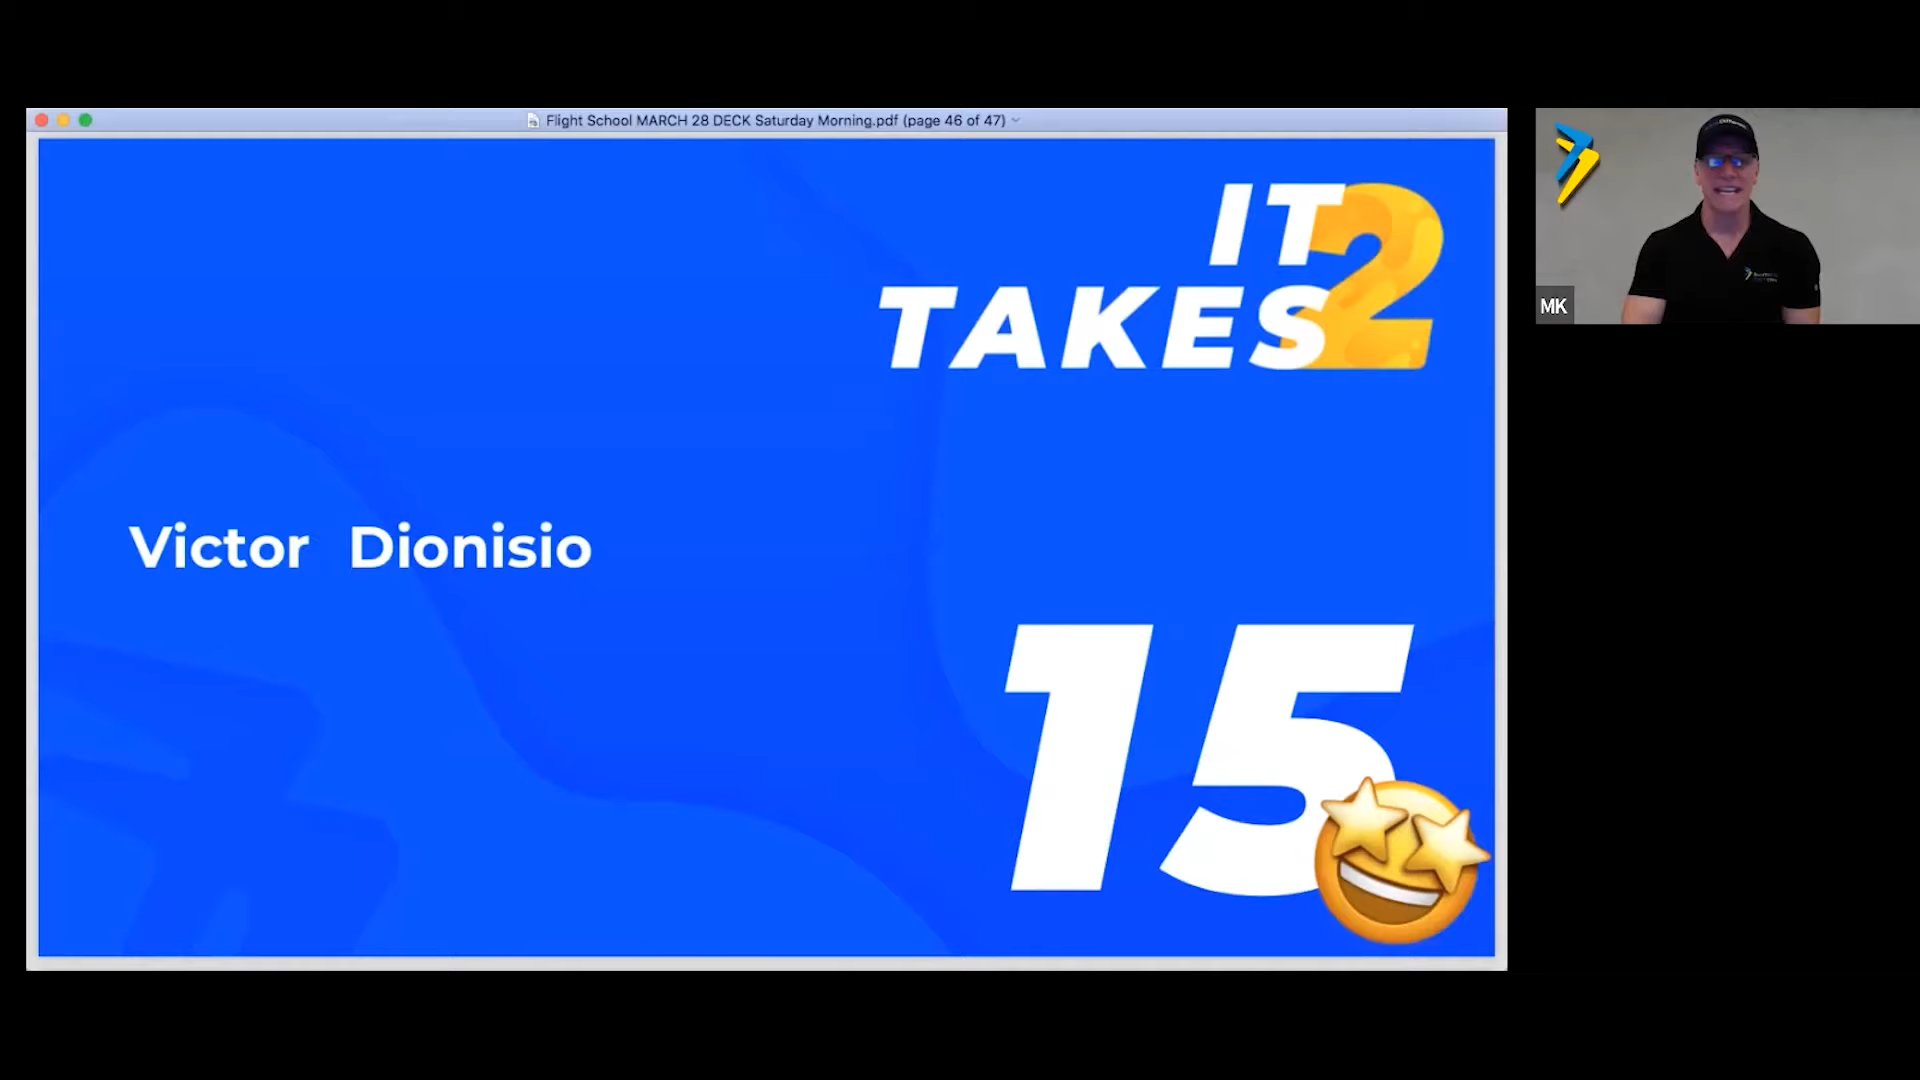 Flight School MARCH 28 DECK Saturday Morning.pdf (page 46 of 47)
IT
TAKES 2
Victor Dionisio
15
MK